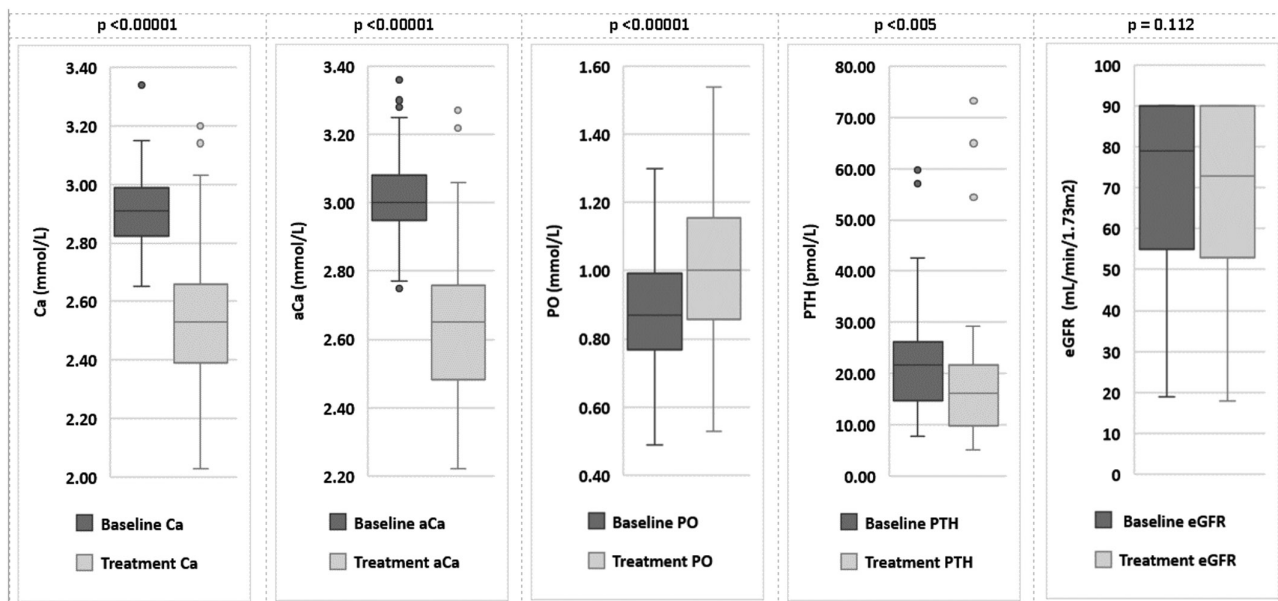 p <0.00001
p <0.00001
p <0.00001
p <0.005
p = 0.112
Ca (mmol/L)
3.40
3.20
3.00
2.80
2.60
2.40
2.20
2.00
Baseline Ca
Treatment Ca
aCa (mmol/L)
3.40
3.20
3.00
2.80
2.60
2.40
2.20
Baseline aCa
Treatment aCa
PO (mmol/L)
1.60
1.40
1.20
1.00
0.80
0.60
0.40
Baseline PO
Treatment PO
PTH (pmol/L)
80.00
70.00
60.00
50.00
40.00
30.00
20.00
10.00
0.00
Baseline PTH
Treatment PTH
eGFR (mL/min/1.73m2)
100
90
80
70
60
50
40
30
20
10
0
Baseline eGFR
Treatment eGFR